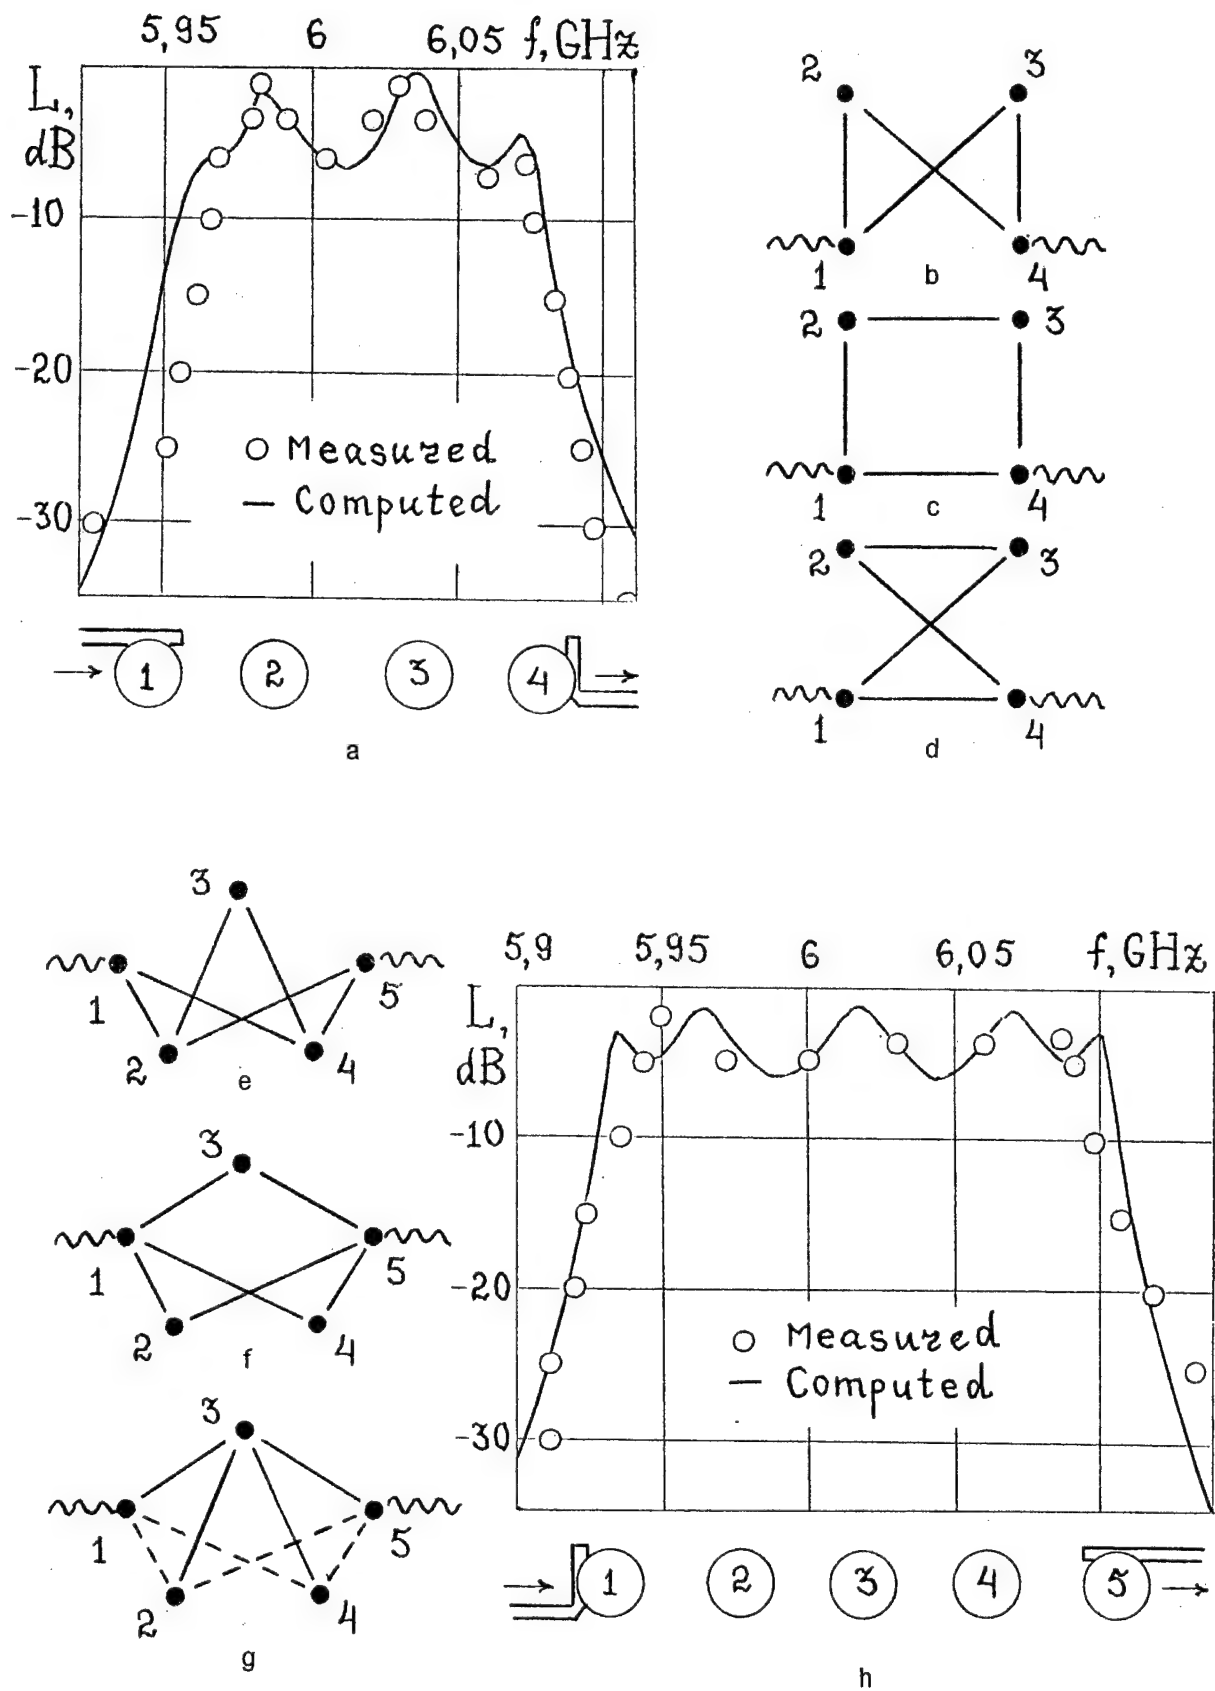 5,95 6 6,05 f, GHz
L,
dB
-10
-20
-30
Measured
Computed
1 2 3 4
a
2 3
1 4
b
2 3
1 4
c
2 3
1 4
d
3
1 5
2 4
e
3
1 5
2 4
f
3
1 5
2 4
g
5,9 5,95 6 6,05 f, GHz
L,
dB
-10
-20
-30
Measured
Computed
1 2 3 4 5
h